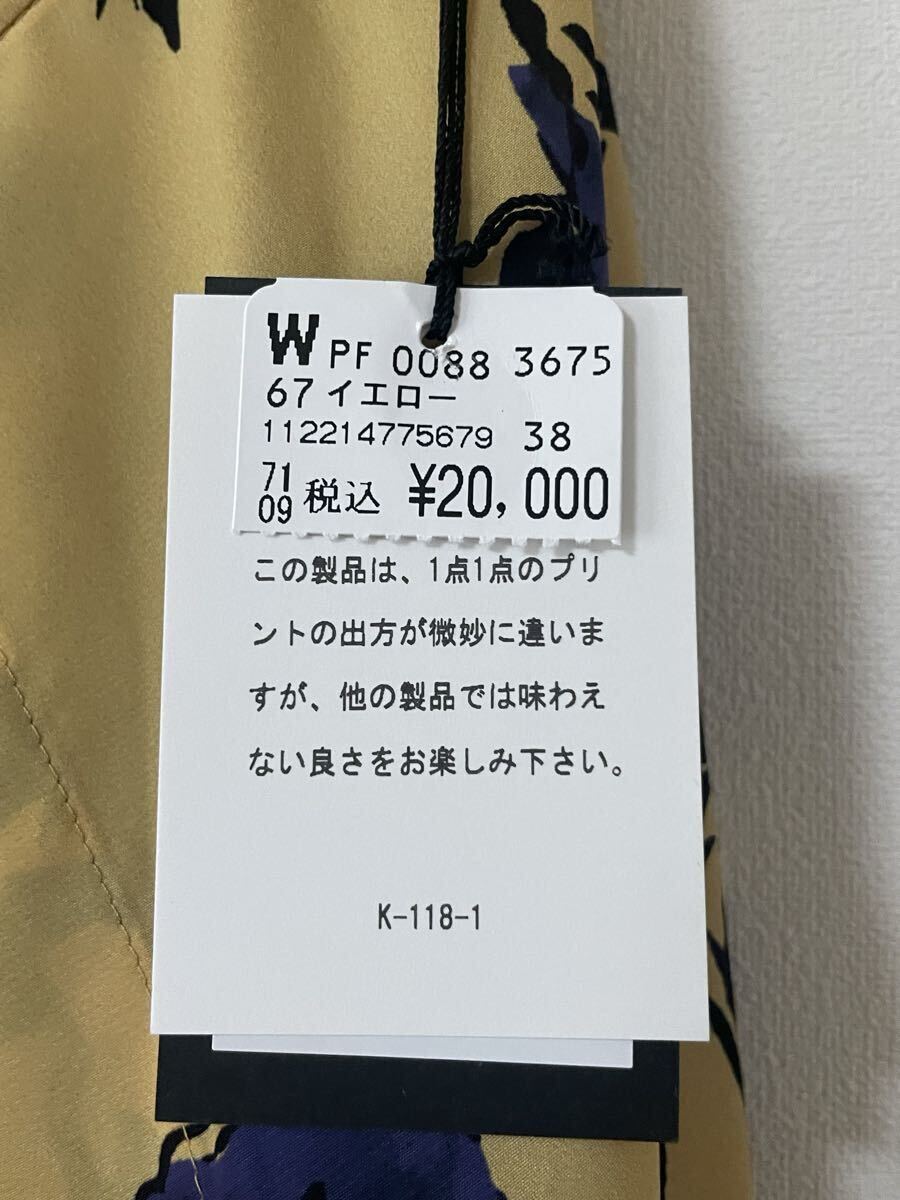 W PF 0088 3675
67 イエロー
112214775679 38
71 09 税込 ¥20,000
この製品は、1点1点のプリ
ントの出方が微妙に違いま
すが、他の製品では味わえ
ない良さをお楽しみ下さい。
K-118-1